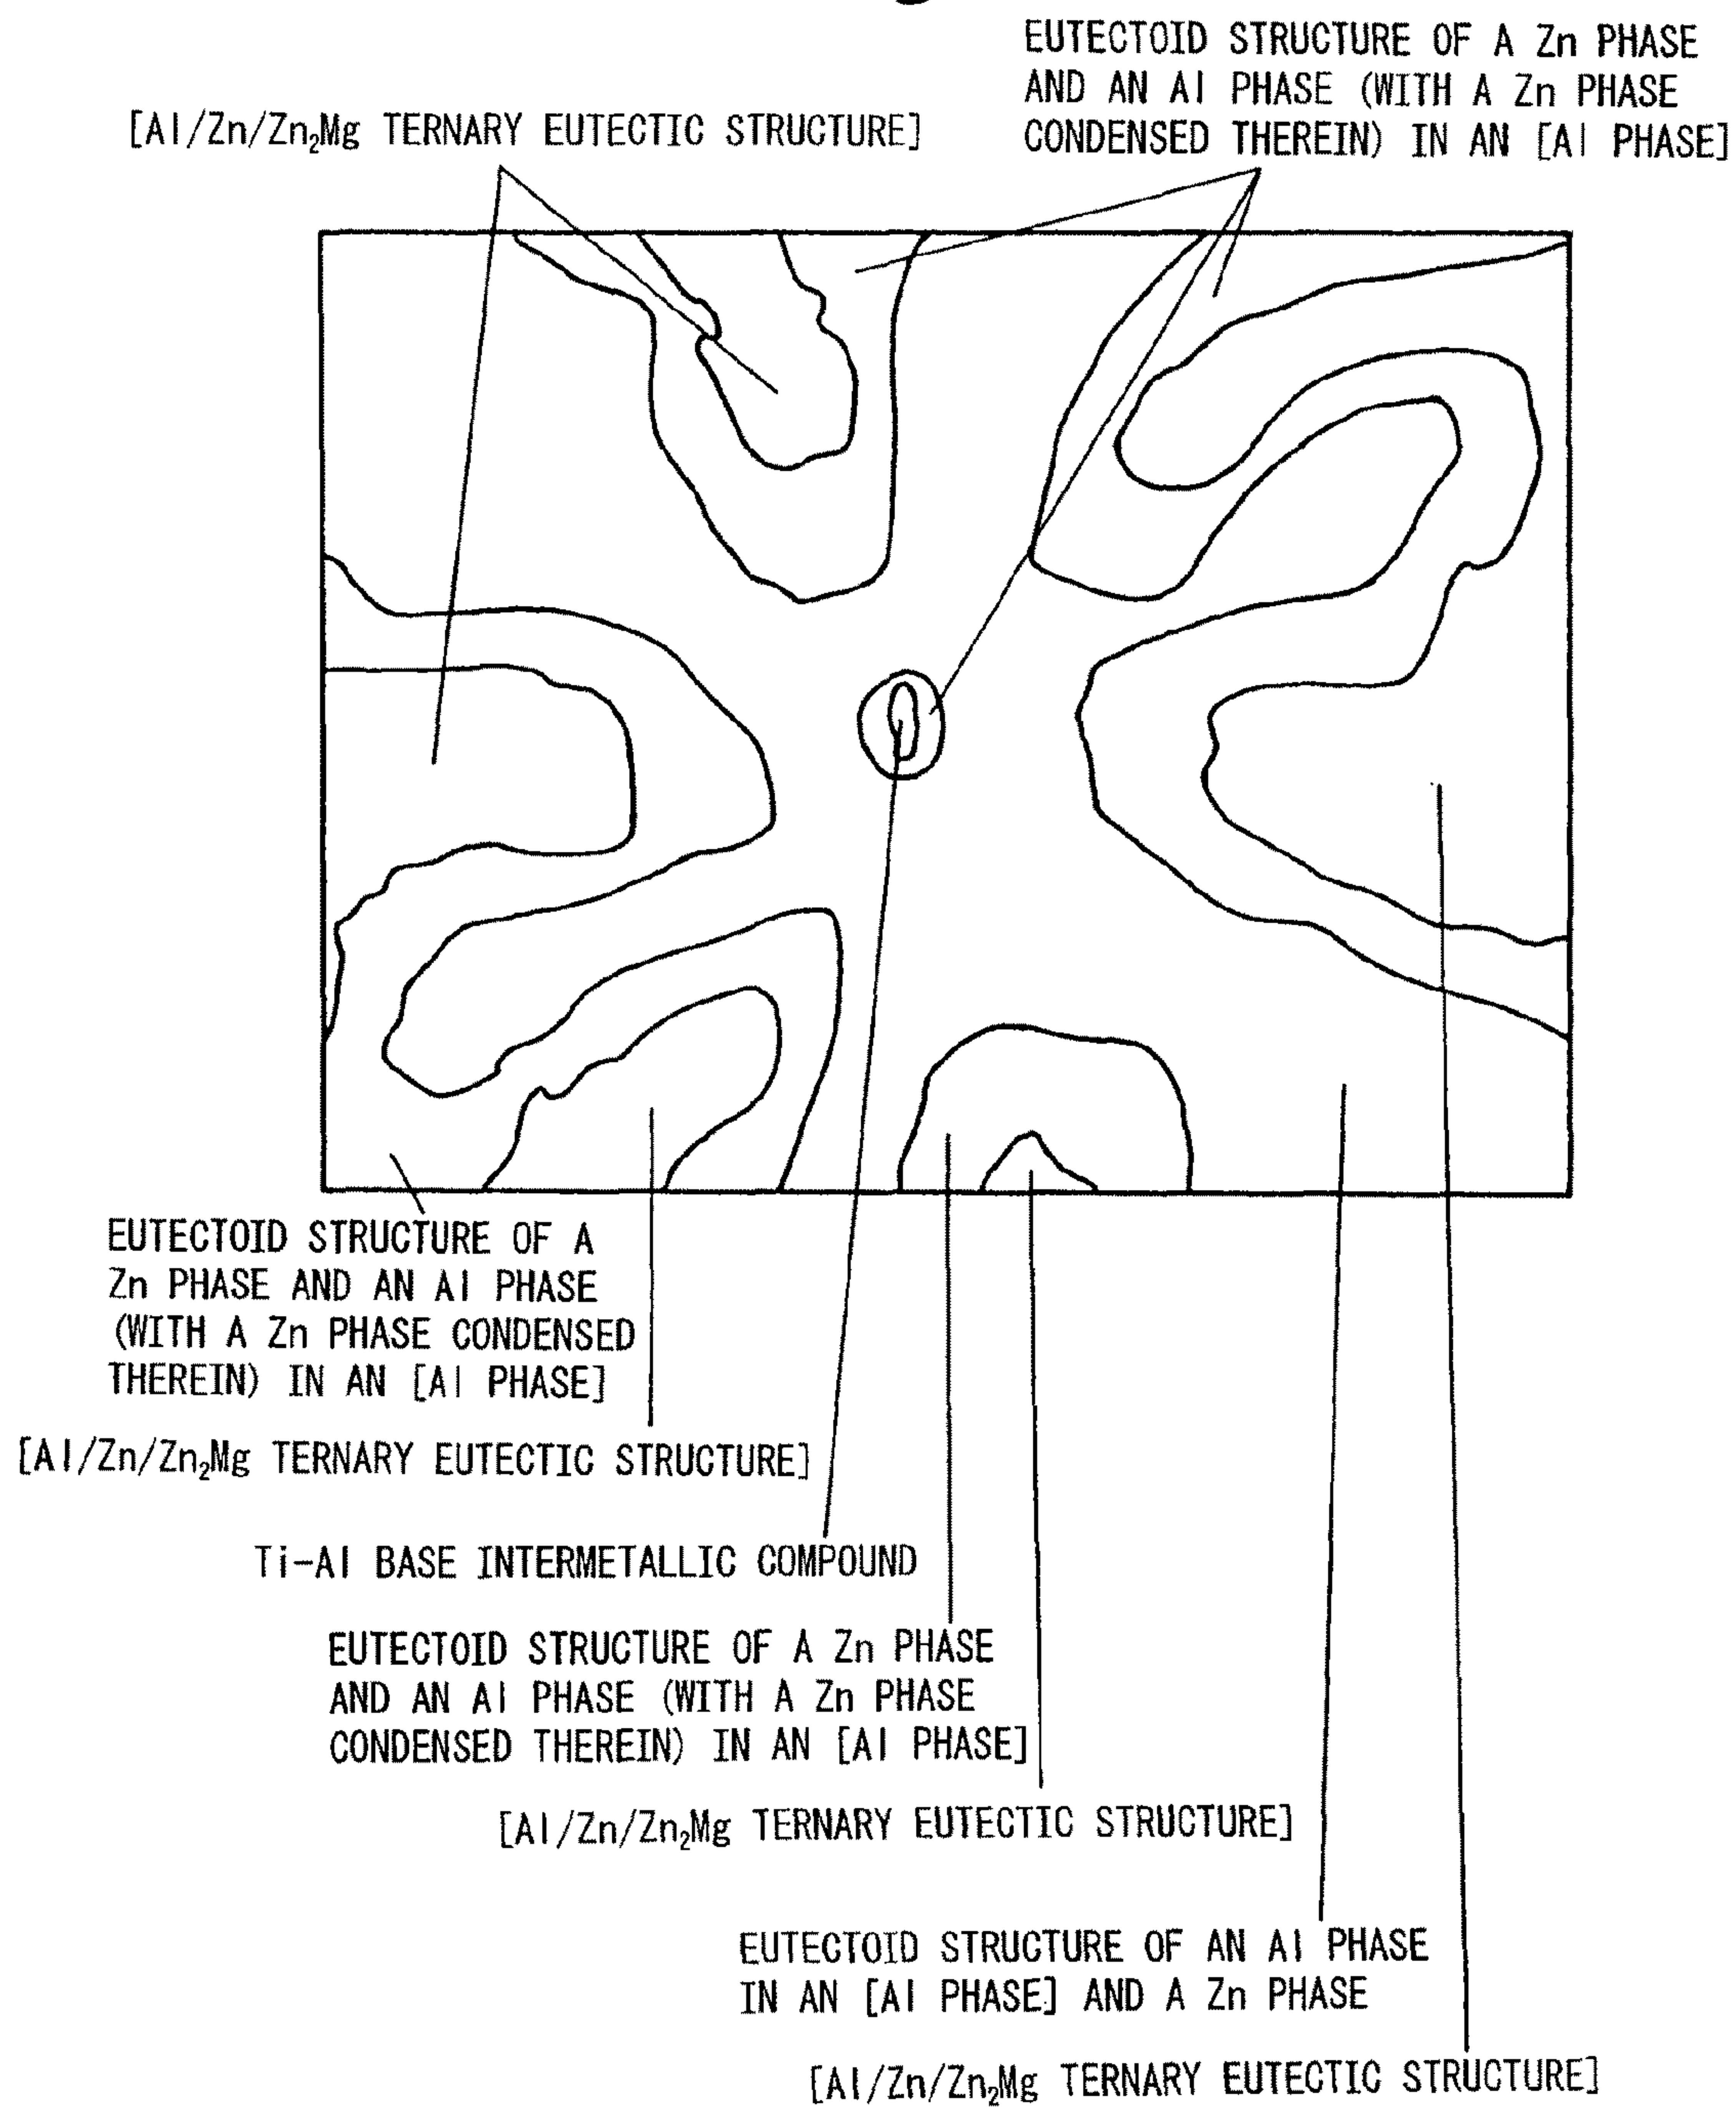 EUTECTOID STRUCTURE OF A Zn PHASE
AND AN Al PHASE (WITH A Zn PHASE
CONDENSED THEREIN) IN AN [Al PHASE]
[Al/Zn/Zn₂Mg TERNARY EUTECTIC STRUCTURE]
EUTECTOID STRUCTURE OF A
Zn PHASE AND AN Al PHASE
(WITH A Zn PHASE CONDENSED
THEREIN) IN AN [Al PHASE]
[Al/Zn/Zn₂Mg TERNARY EUTECTIC STRUCTURE]
Ti-Al BASE INTERMETALLIC COMPOUND
EUTECTOID STRUCTURE OF A Zn PHASE
AND AN Al PHASE (WITH A Zn PHASE
CONDENSED THEREIN) IN AN [Al PHASE]
[Al/Zn/Zn₂Mg TERNARY EUTECTIC STRUCTURE]
EUTECTOID STRUCTURE OF AN Al PHASE
IN AN [Al PHASE] AND A Zn PHASE
[Al/Zn/Zn₂Mg TERNARY EUTECTIC STRUCTURE]